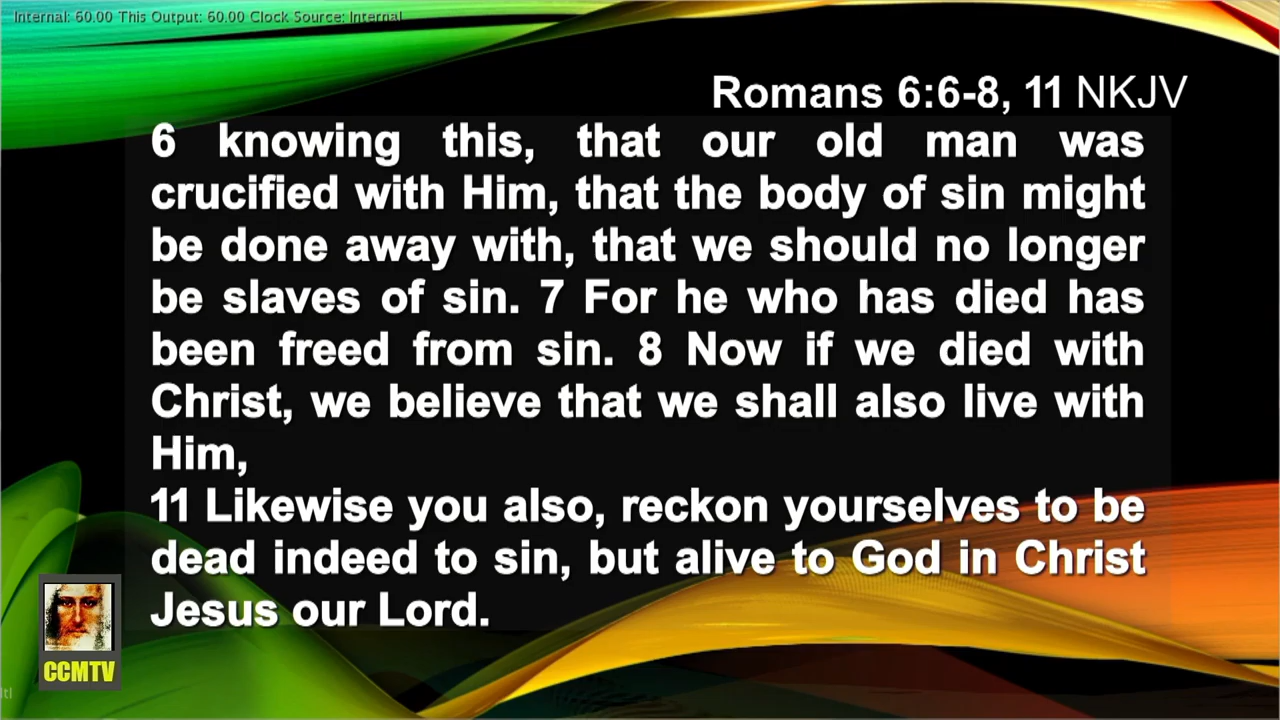 Internal: 60.00 This Output: 60.00 Clock Source: Internal
Romans 6:6-8, 11 NKJV
6 knowing this, that our old man was
crucified with Him, that the body of sin might
be done away with, that we should no longer
be slaves of sin. 7 For he who has died has
been freed from sin. 8 Now if we died with
Christ, we believe that we shall also live with
Him,
11 Likewise you also, reckon yourselves to be
dead indeed to sin, but alive to God in Christ
Jesus our Lord.
CCMTV